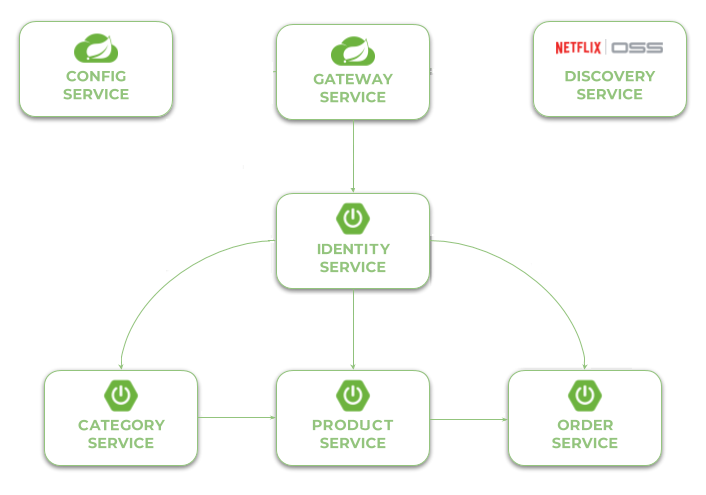 CONFIG
SERVICE
GATEWAY
SERVICE
NETFLIX OSS
DISCOVERY
SERVICE
IDENTITY
SERVICE
CATEGORY
SERVICE
PRODUCT
SERVICE
ORDER
SERVICE